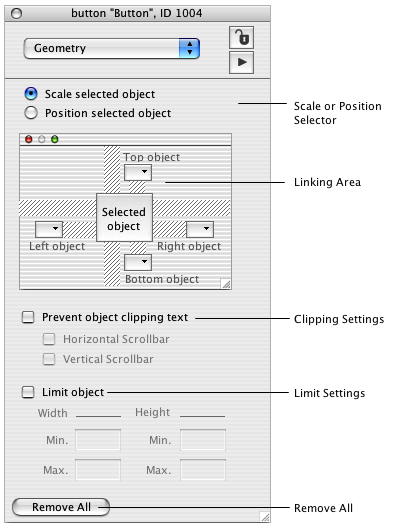 button "Button", ID 1004
Geometry
Scale selected object
Position selected object
Scale or Position
Selector
Top object
Linking Area
Selected
object
Left object
Right object
Bottom object
Prevent object clipping text
Clipping Settings
Horizontal Scrollbar
Vertical Scrollbar
Limit object
Limit Settings
Width
Height
Min.
Min.
Max.
Max.
Remove All
Remove All